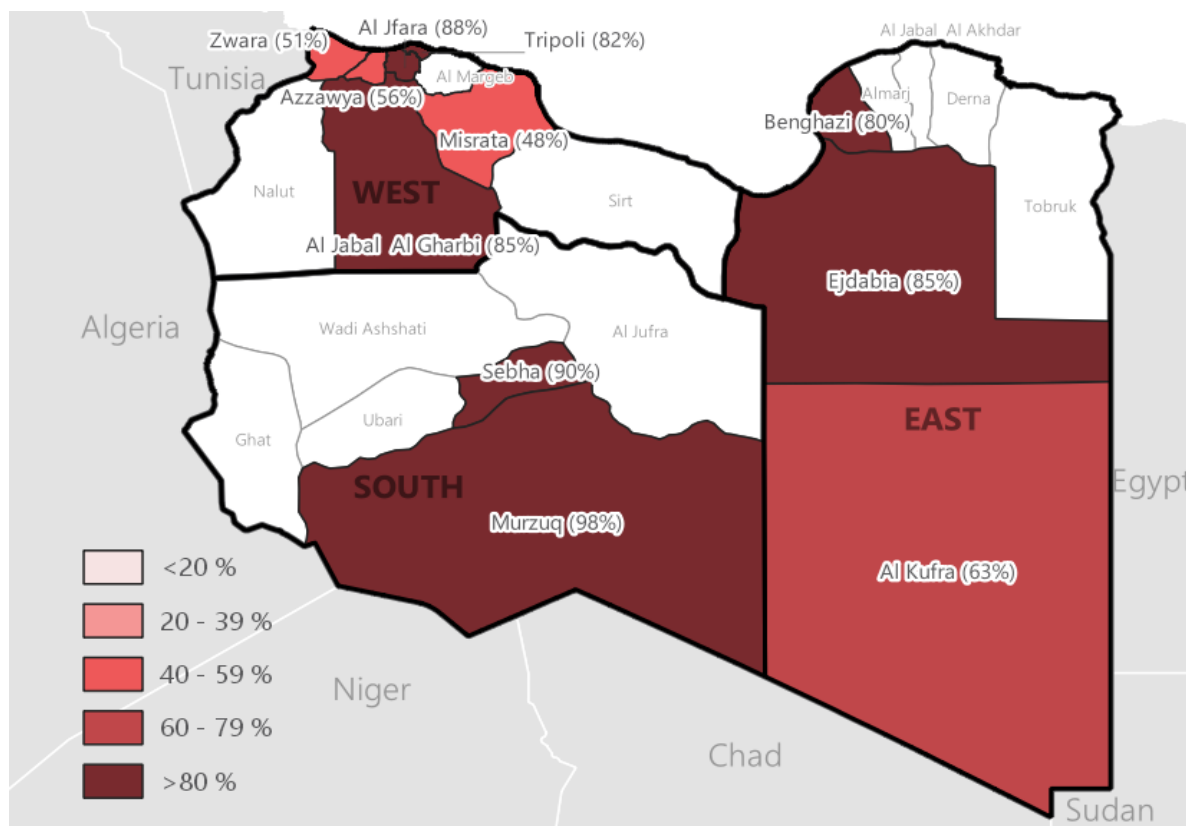 Al Jfara (88%)
Zwara (51%)
Tripoli (82%)
Al Jabal Al Akhdar
Tunisia
Al Margeb
Azzawya (56%)
Almarj
Derna
Benghazi (80%)
Misrata (48%)
Nalut
WEST
Sirt
Tobruk
Al Jabal Al Gharbi (85%)
Ejdabia (85%)
Algeria
Wadi Ashshati
Al Jufra
Sebha (90%)
Ubari
EAST
Ghat
SOUTH
Egypt
Murzuq (98%)
Al Kufra (63%)
<20 %
20 - 39 %
40 - 59 %
60 - 79 %
>80 %
Niger
Chad
Sudan